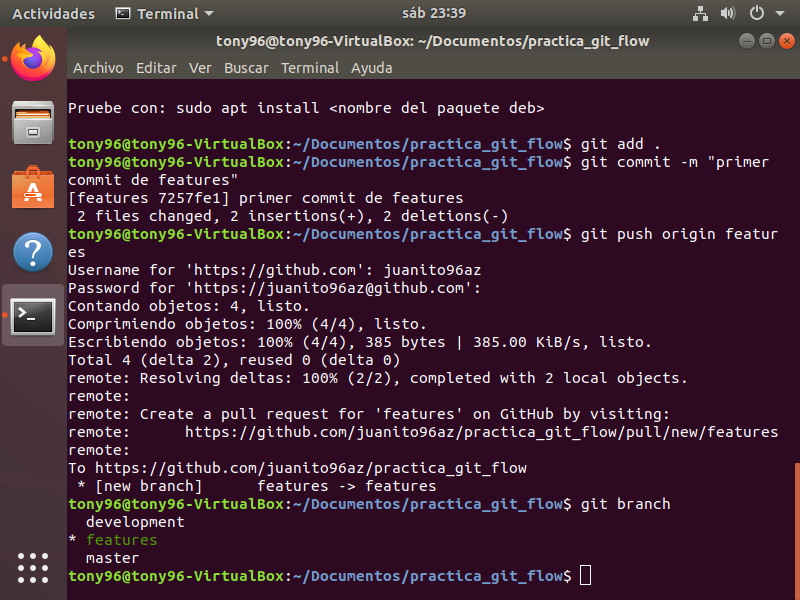 Actividades Terminal sáb 23:39
tony96@tony96-VirtualBox: ~/Documentos/practica_git_flow
Archivo Editar Ver Buscar Terminal Ayuda
Pruebe con: sudo apt install <nombre del paquete deb>
tony96@tony96-VirtualBox:~/Documentos/practica_git_flow$ git add .
tony96@tony96-VirtualBox:~/Documentos/practica_git_flow$ git commit -m "primer
commit de features"
[features 7257fe1] primer commit de features
 2 files changed, 2 insertions(+), 2 deletions(-)
tony96@tony96-VirtualBox:~/Documentos/practica_git_flow$ git push origin featur
es
Username for 'https://github.com': juanito96az
Password for 'https://juanito96az@github.com':
Contando objetos: 4, listo.
Comprimiendo objetos: 100% (4/4), listo.
Escribiendo objetos: 100% (4/4), 385 bytes | 385.00 KiB/s, listo.
Total 4 (delta 2), reused 0 (delta 0)
remote: Resolving deltas: 100% (2/2), completed with 2 local objects.
remote:
remote: Create a pull request for 'features' on GitHub by visiting:
remote:      https://github.com/juanito96az/practica_git_flow/pull/new/features
remote:
To https://github.com/juanito96az/practica_git_flow
 * [new branch]      features -> features
tony96@tony96-VirtualBox:~/Documentos/practica_git_flow$ git branch
  development
* features
  master
tony96@tony96-VirtualBox:~/Documentos/practica_git_flow$